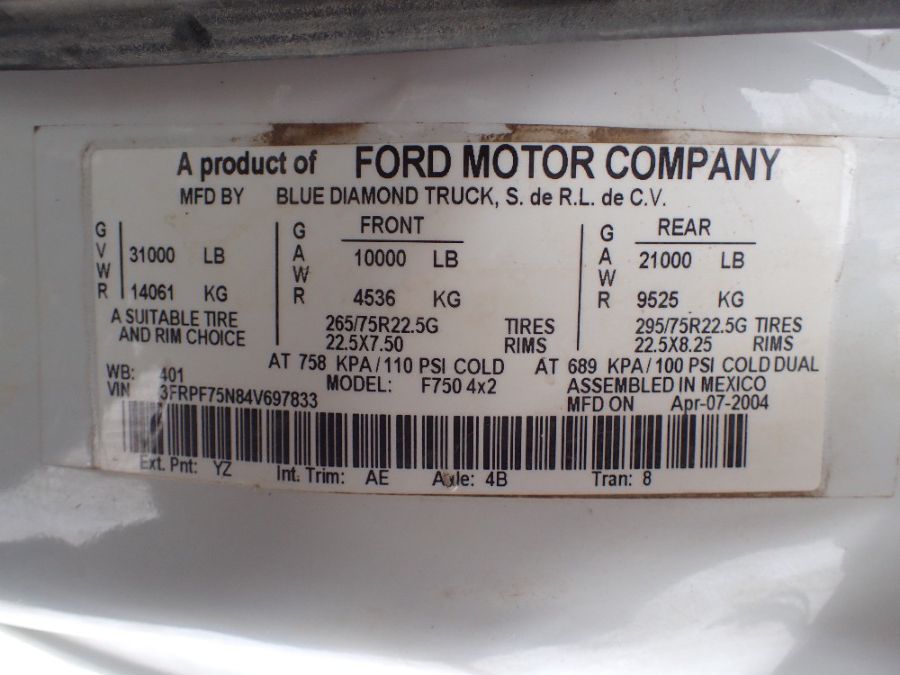 A product of FORD MOTOR COMPANY
MFD BY BLUE DIAMOND TRUCK, S. de R.L. de C.V.
GVWR 31000 LB
14061 KG
GAWR FRONT
10000 LB
4536 KG
GAWR REAR
21000 LB
9525 KG
A SUITABLE TIRE
AND RIM CHOICE
265/75R22.5G TIRES 295/75R22.5G TIRES
22.5X7.50 RIMS 22.5X8.25 RIMS
AT 758 KPA/110 PSI COLD AT 689 KPA/100 PSI COLD DUAL
WB: 401 MODEL: F750 4x2 ASSEMBLED IN MEXICO
VIN 3FRPF75N84V697833 MFD ON Apr-07-2004
Ext. Pnt: YZ Int. Trim: AE Axle: 4B Tran: 8